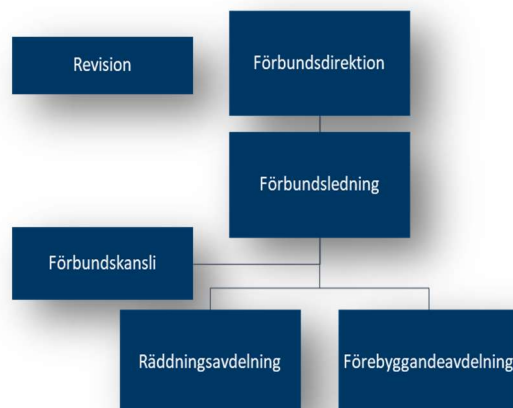 Revision
Förbundsdirektion
Förbundsledning
Förbundskansli
Räddningsavdelning
Förebyggandeavdelning